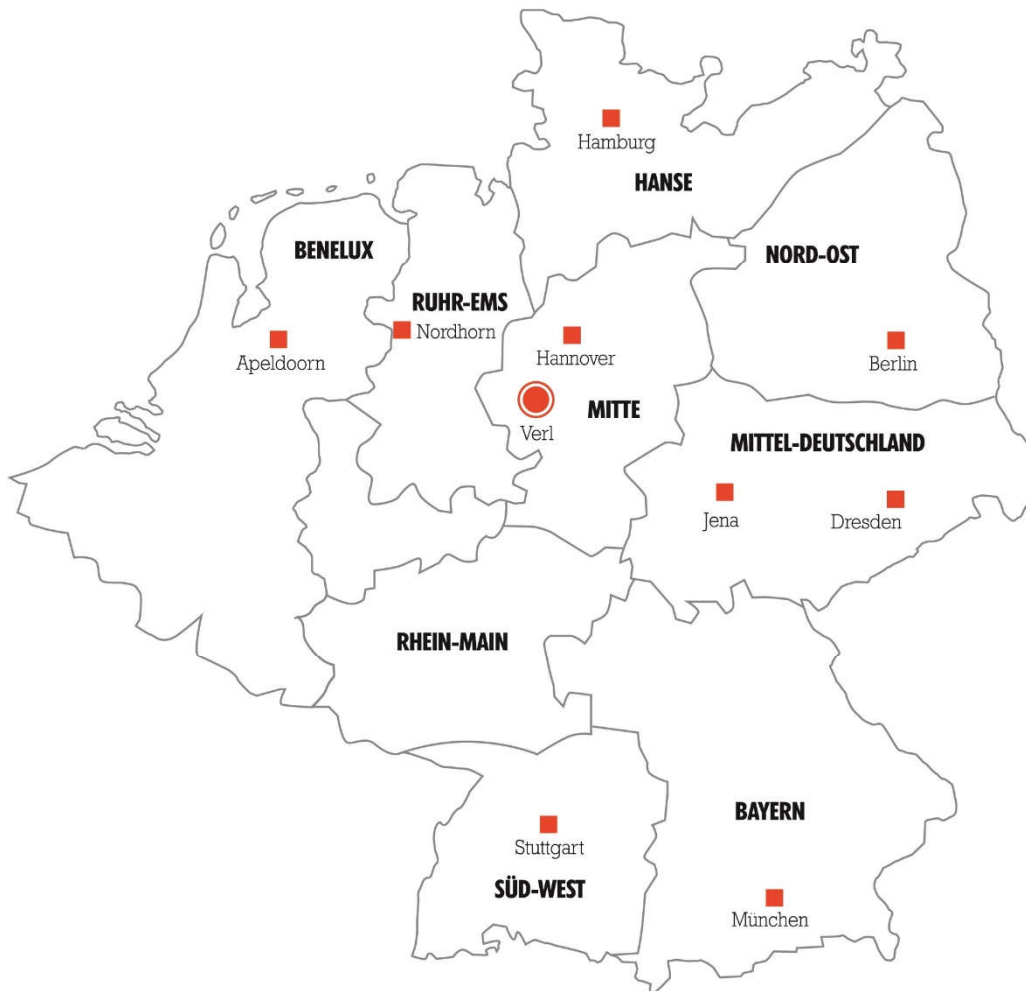 Hamburg
HANSE
BENELUX
NORD-OST
RUHR-EMS
Nordhorn
Apeldoorn
Hannover
Berlin
MITTE
Verl
MITTEL-DEUTSCHLAND
Jena
Dresden
RHEIN-MAIN
BAYERN
Stuttgart
SÜD-WEST
München